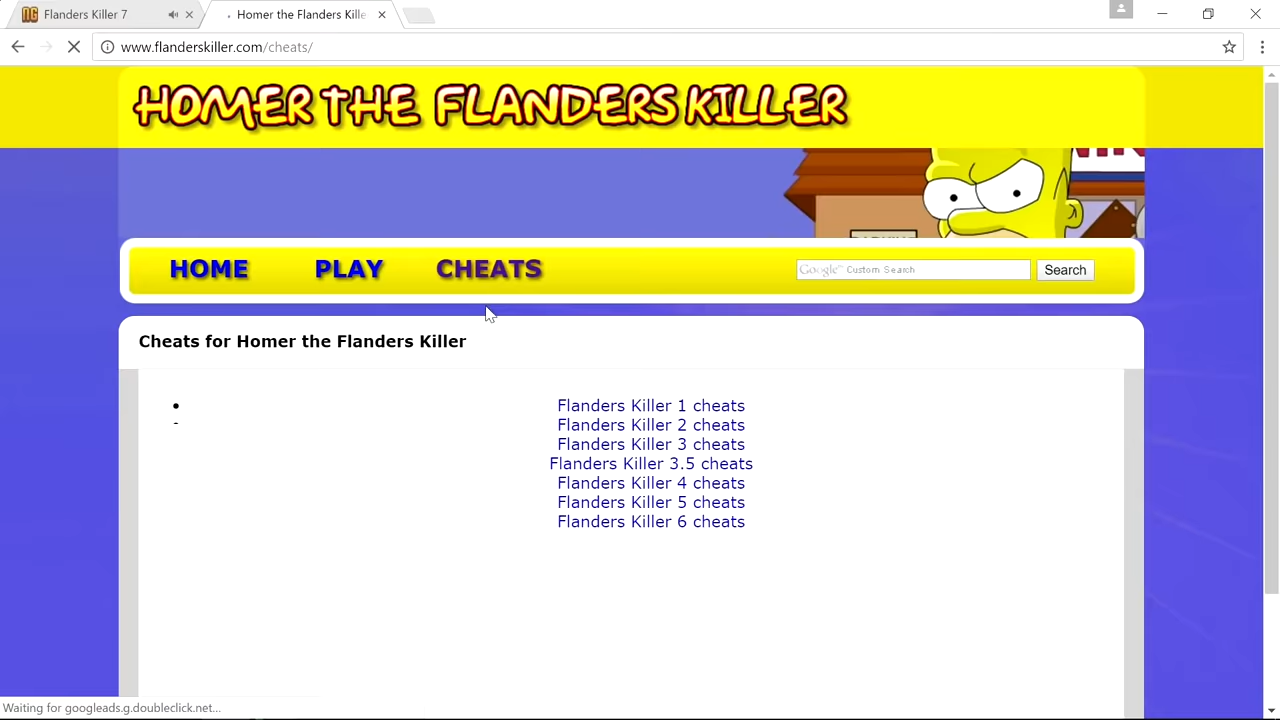 Flanders Killer 7
Homer the Flanders Kille
www.flanderskiller.com/cheats/
HOMER THE FLANDERS KILLER
HOME PLAY CHEATS
Google™ Custom Search
Search
Cheats for Homer the Flanders Killer
Flanders Killer 1 cheats
Flanders Killer 2 cheats
Flanders Killer 3 cheats
Flanders Killer 3.5 cheats
Flanders Killer 4 cheats
Flanders Killer 5 cheats
Flanders Killer 6 cheats
Waiting for googleads.g.doubleclick.net...